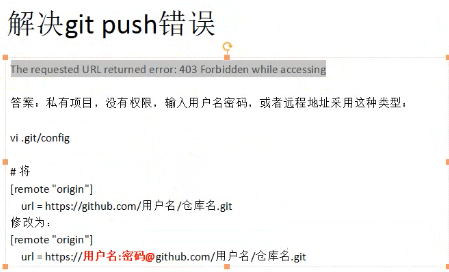 解决git push错误
The requested URL returned error: 403 Forbidden while accessing
答案：私有项目，没有权限，输入用户名密码，或者远程地址采用这种类型：
vi .git/config
# 将
[remote "origin"]
url = https://github.com/用户名/仓库名.git
修改为：
[remote "origin"]
url = https://用户名:密码@github.com/用户名/仓库名.git